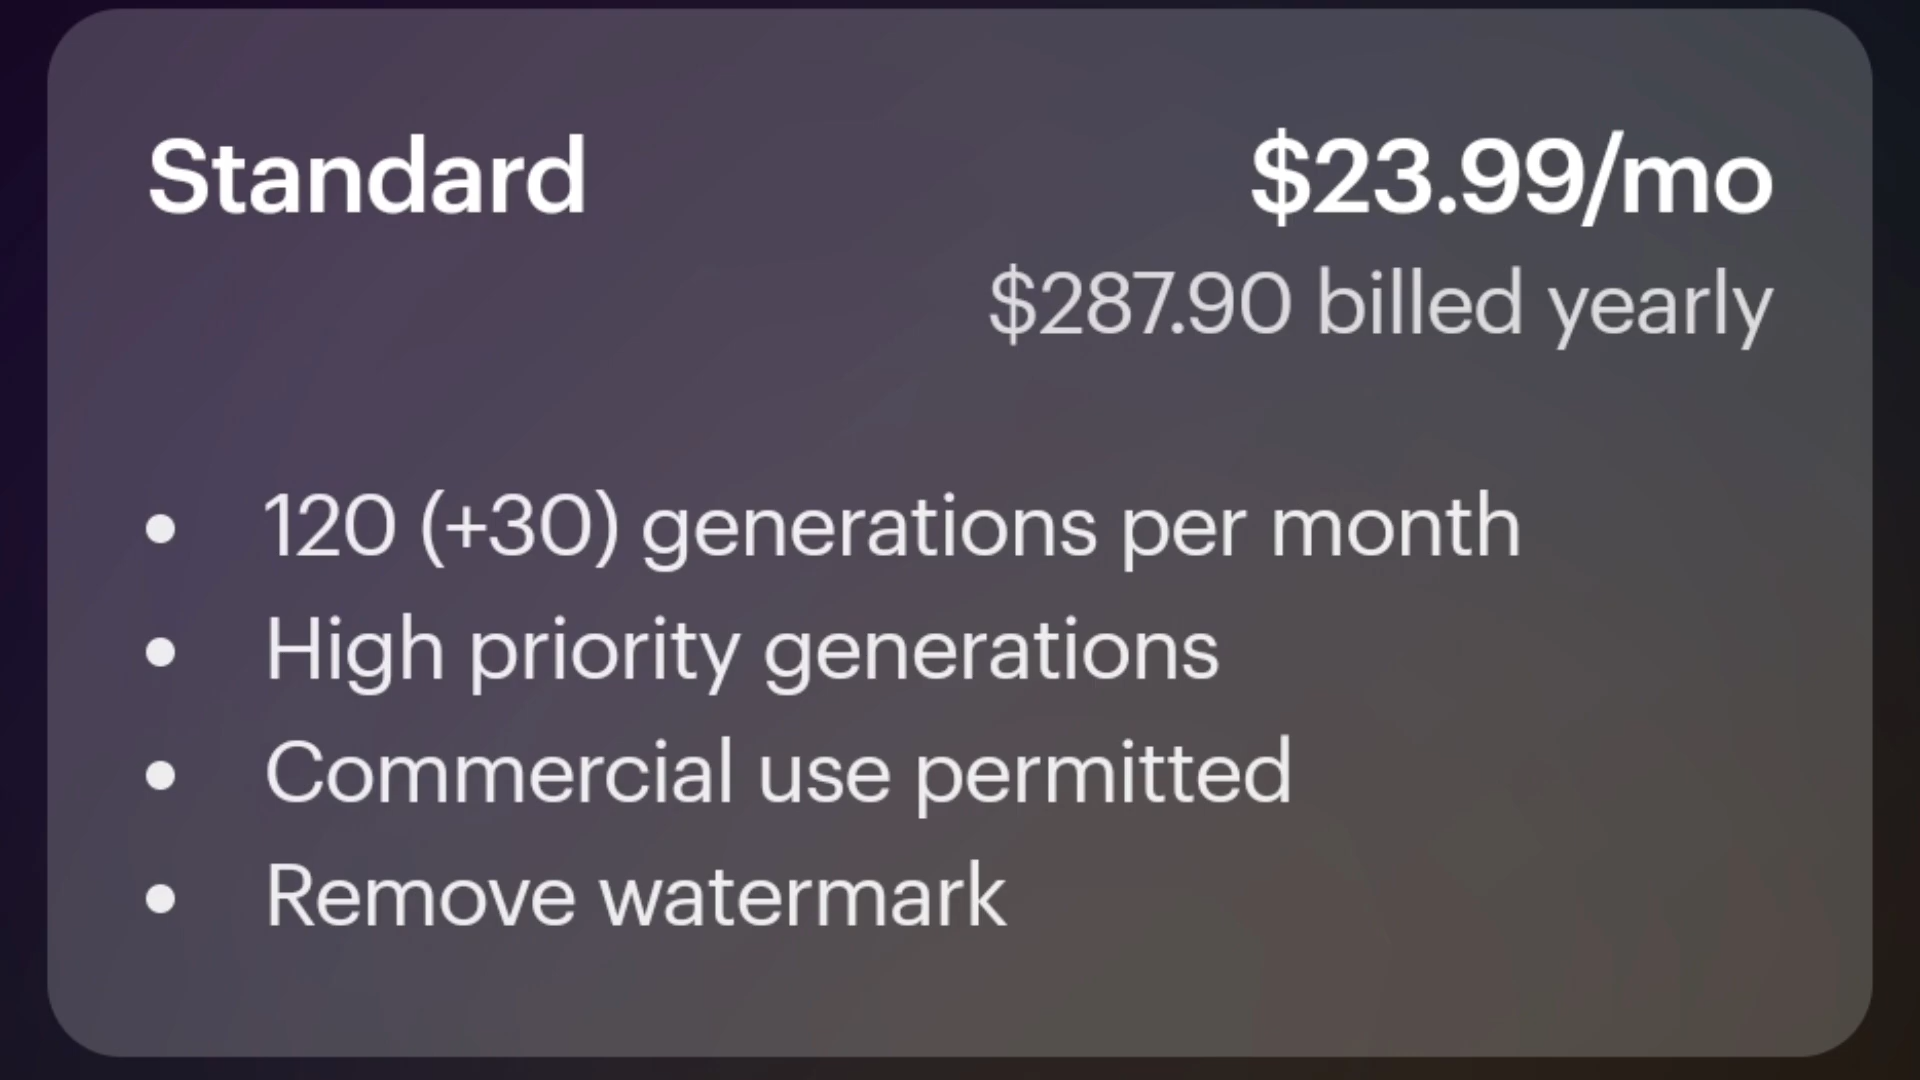 Standard
$23.99/mo
$287.90 billed yearly
• 120 (+30) generations per month
• High priority generations
• Commercial use permitted
• Remove watermark